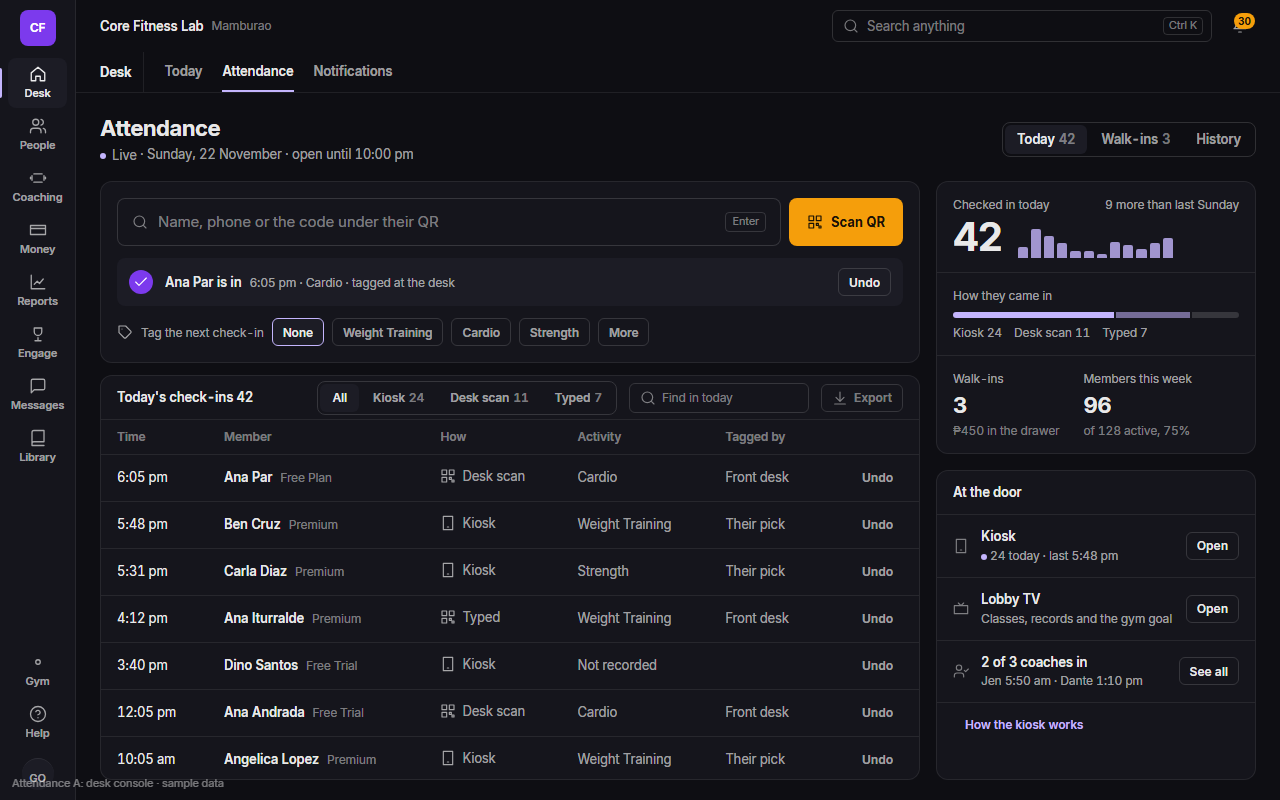 CF
Core Fitness Lab Mamburao
Search anything Ctrl K
30
Desk Today Attendance Notifications
Desk
People
Coaching
Money
Reports
Engage
Messages
Library
Gym
Help
GO
Attendance
Live · Sunday, 22 November · open until 10:00 pm
Today 42 Walk-ins 3 History
Name, phone or the code under their QR Enter Scan QR
Ana Par is in 6:05 pm · Cardio · tagged at the desk Undo
Tag the next check-in None Weight Training Cardio Strength More
Today's check-ins 42 All Kiosk 24 Desk scan 11 Typed 7 Find in today Export
Time Member How Activity Tagged by
6:05 pm Ana Par Free Plan Desk scan Cardio Front desk Undo
5:48 pm Ben Cruz Premium Kiosk Weight Training Their pick Undo
5:31 pm Carla Diaz Premium Kiosk Strength Their pick Undo
4:12 pm Ana Iturralde Premium Typed Weight Training Front desk Undo
3:40 pm Dino Santos Free Trial Kiosk Not recorded Undo
12:05 pm Ana Andrada Free Trial Desk scan Cardio Front desk Undo
10:05 am Angelica Lopez Premium Kiosk Weight Training Their pick Undo
Checked in today 9 more than last Sunday
42
How they came in
Kiosk 24 Desk scan 11 Typed 7
Walk-ins Members this week
3 96
₱450 in the drawer of 128 active, 75%
At the door
Kiosk
24 today · last 5:48 pm Open
Lobby TV
Classes, records and the gym goal Open
2 of 3 coaches in
Jen 5:50 am · Dante 1:10 pm See all
How the kiosk works
Attendance A: desk console · sample data